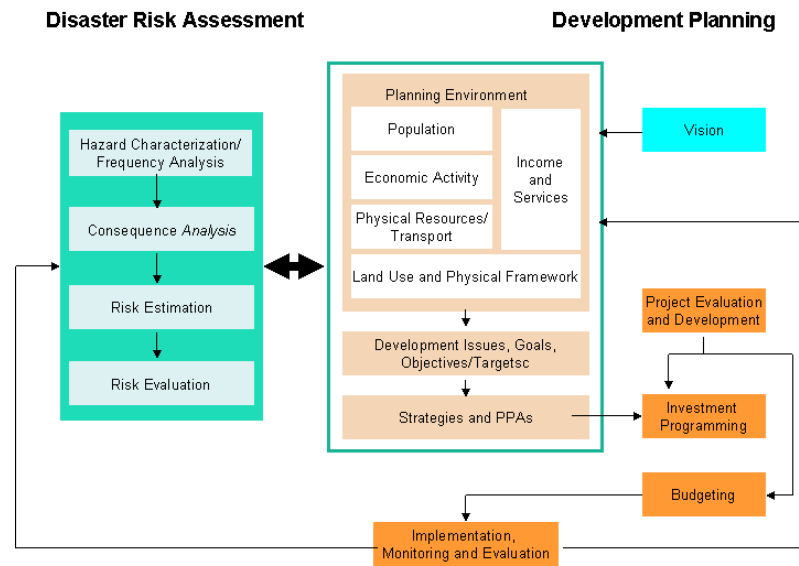 Disaster Risk Assessment
Development Planning
Hazard Characterization/
Frequency Analysis
Consequence Analysis
Risk Estimation
Risk Evaluation
Planning Environment
Population
Economic Activity
Physical Resources/
Transport
Income
and
Services
Land Use and Physical Framework
Development Issues, Goals,
Objectives/Targetsc
Strategies and PPAs
Vision
Project Evaluation
and Development
Investment
Programming
Budgeting
Implementation,
Monitoring and Evaluation